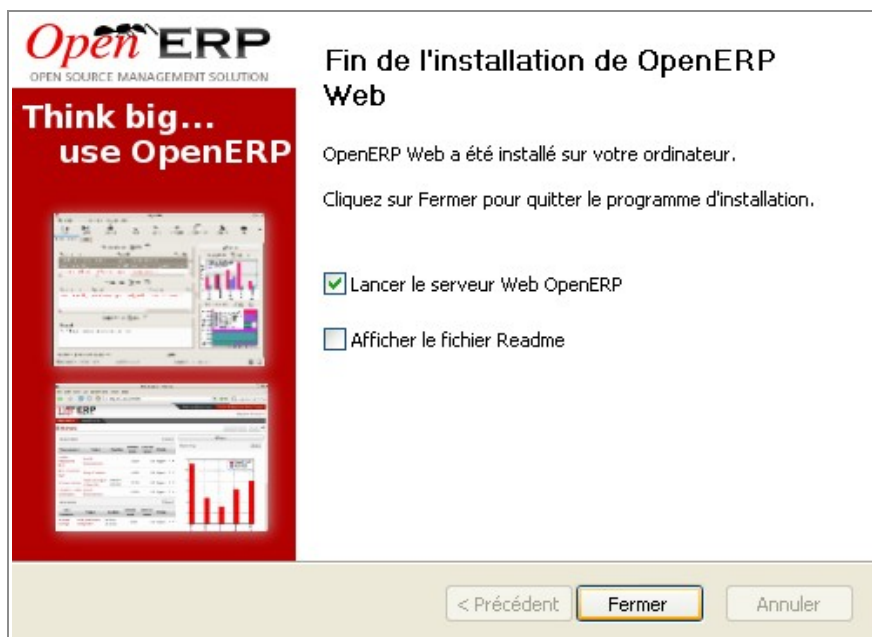 Open ERP
OPEN SOURCE MANAGEMENT SOLUTION
Think big...
use OpenERP
Fin de l'installation de OpenERP
Web
OpenERP Web a été installé sur votre ordinateur.
Cliquez sur Fermer pour quitter le programme d'installation.
Lancer le serveur Web OpenERP
Afficher le fichier Readme
< Précédent
Fermer
Annuler